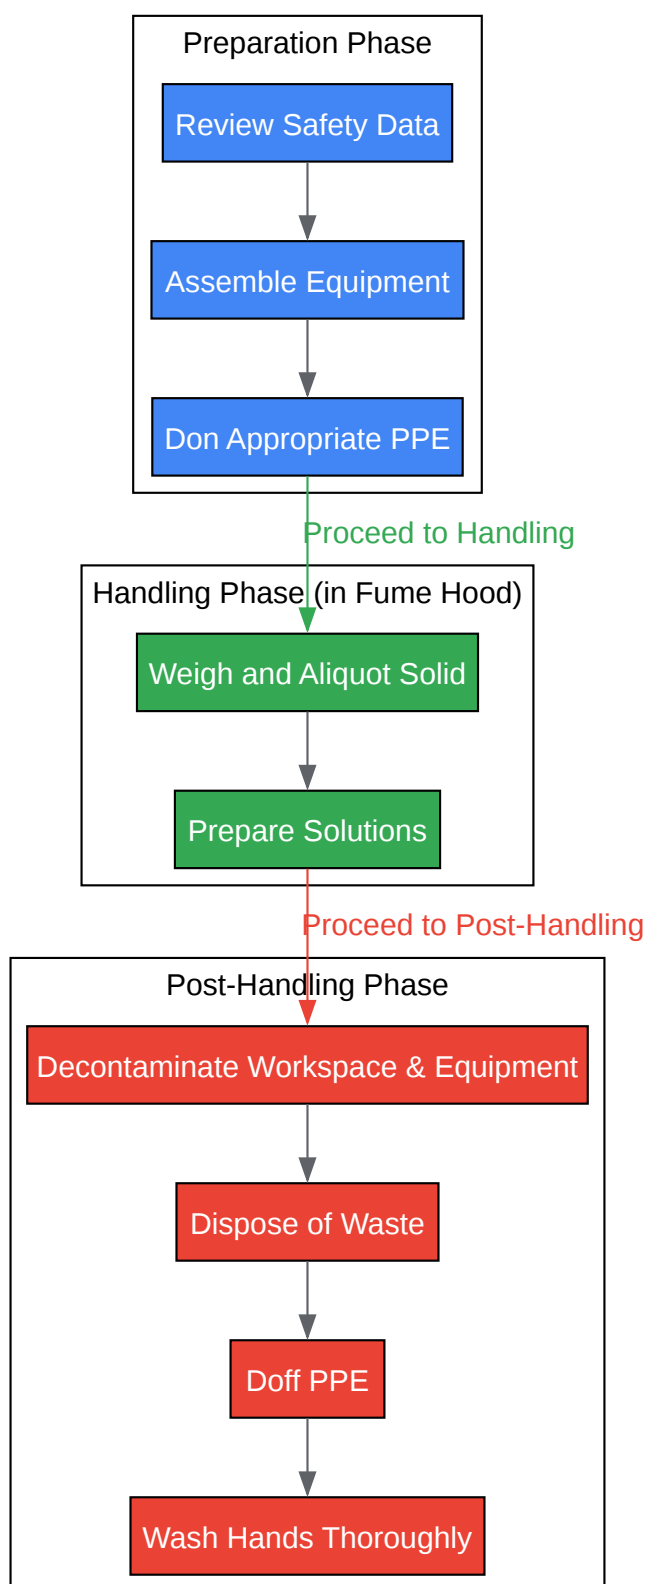 Preparation Phase
Review Safety Data
Assemble Equipment
Don Appropriate PPE
Proceed to Handling
Handling Phase (in Fume Hood)
Weigh and Aliquot Solid
Prepare Solutions
Proceed to Post-Handling
Post-Handling Phase
Decontaminate Workspace & Equipment
Dispose of Waste
Doff PPE
Wash Hands Thoroughly